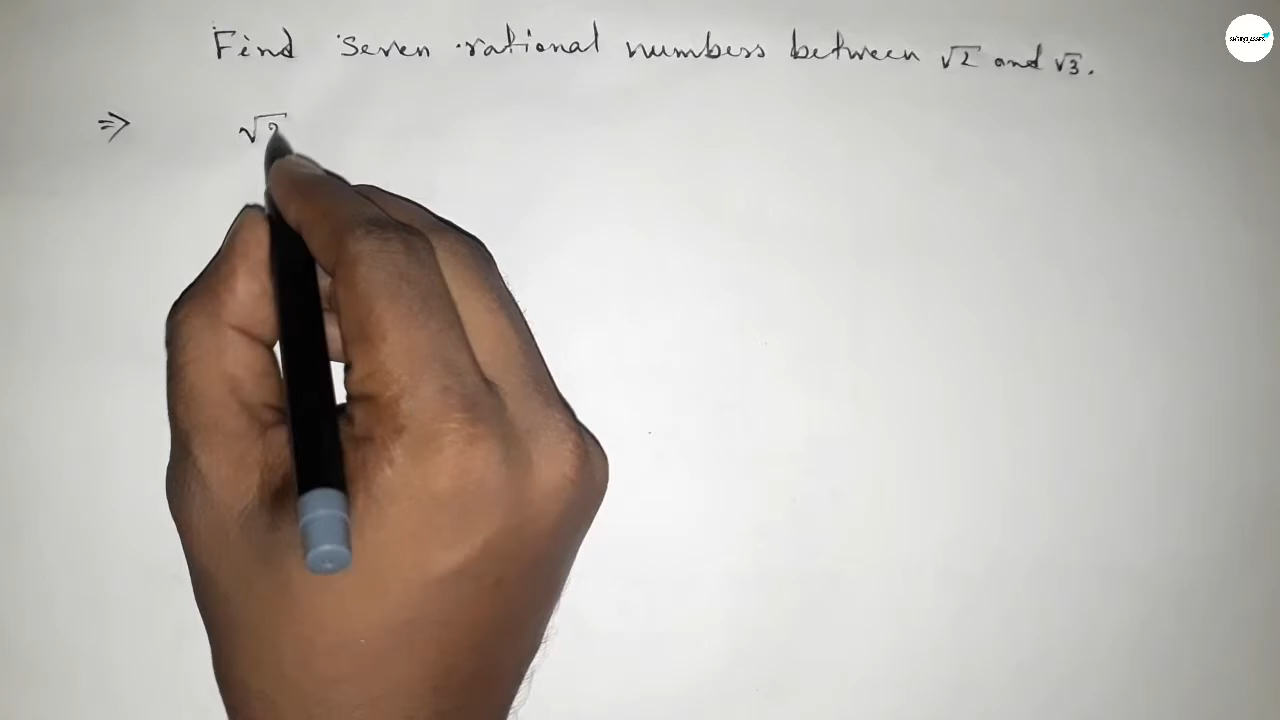 Find seven rational numbers between √2 and √3.
⇒ √2